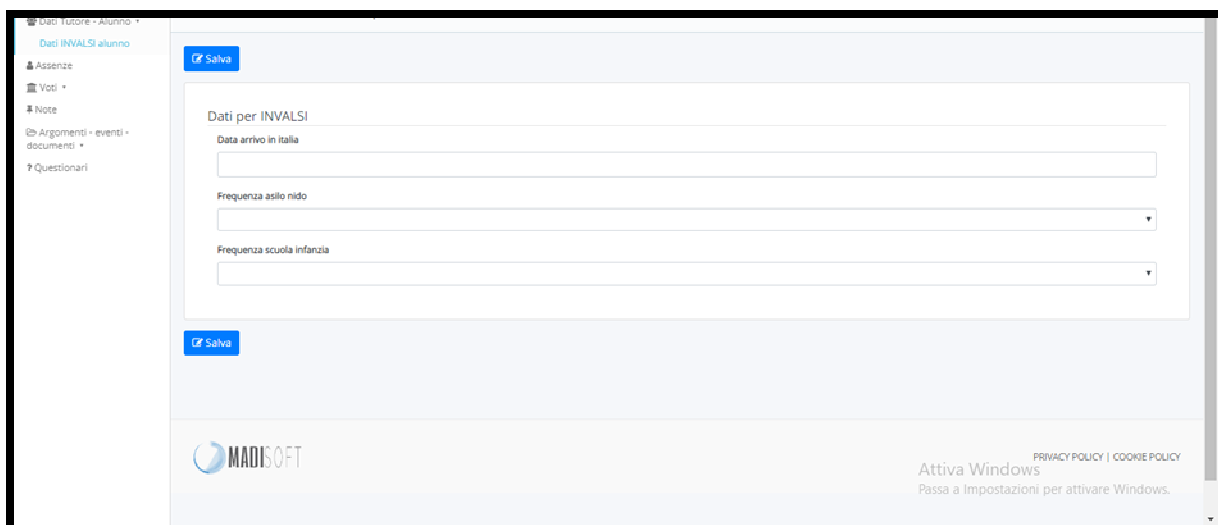 Dati Tutore - Alunno
Dati INVALSI alunno
Assenze
Voti
Note
Argomenti - eventi -
documenti
? Questionari
Salva
Dati per INVALSI
Data arrivo in italia
Frequenza asilo nido
Frequenza scuola infanzia
Salva
MADISOFT
PRIVACY POLICY | COOKIE POLICY
Attiva Windows
Passa a Impostazioni per attivare Windows.